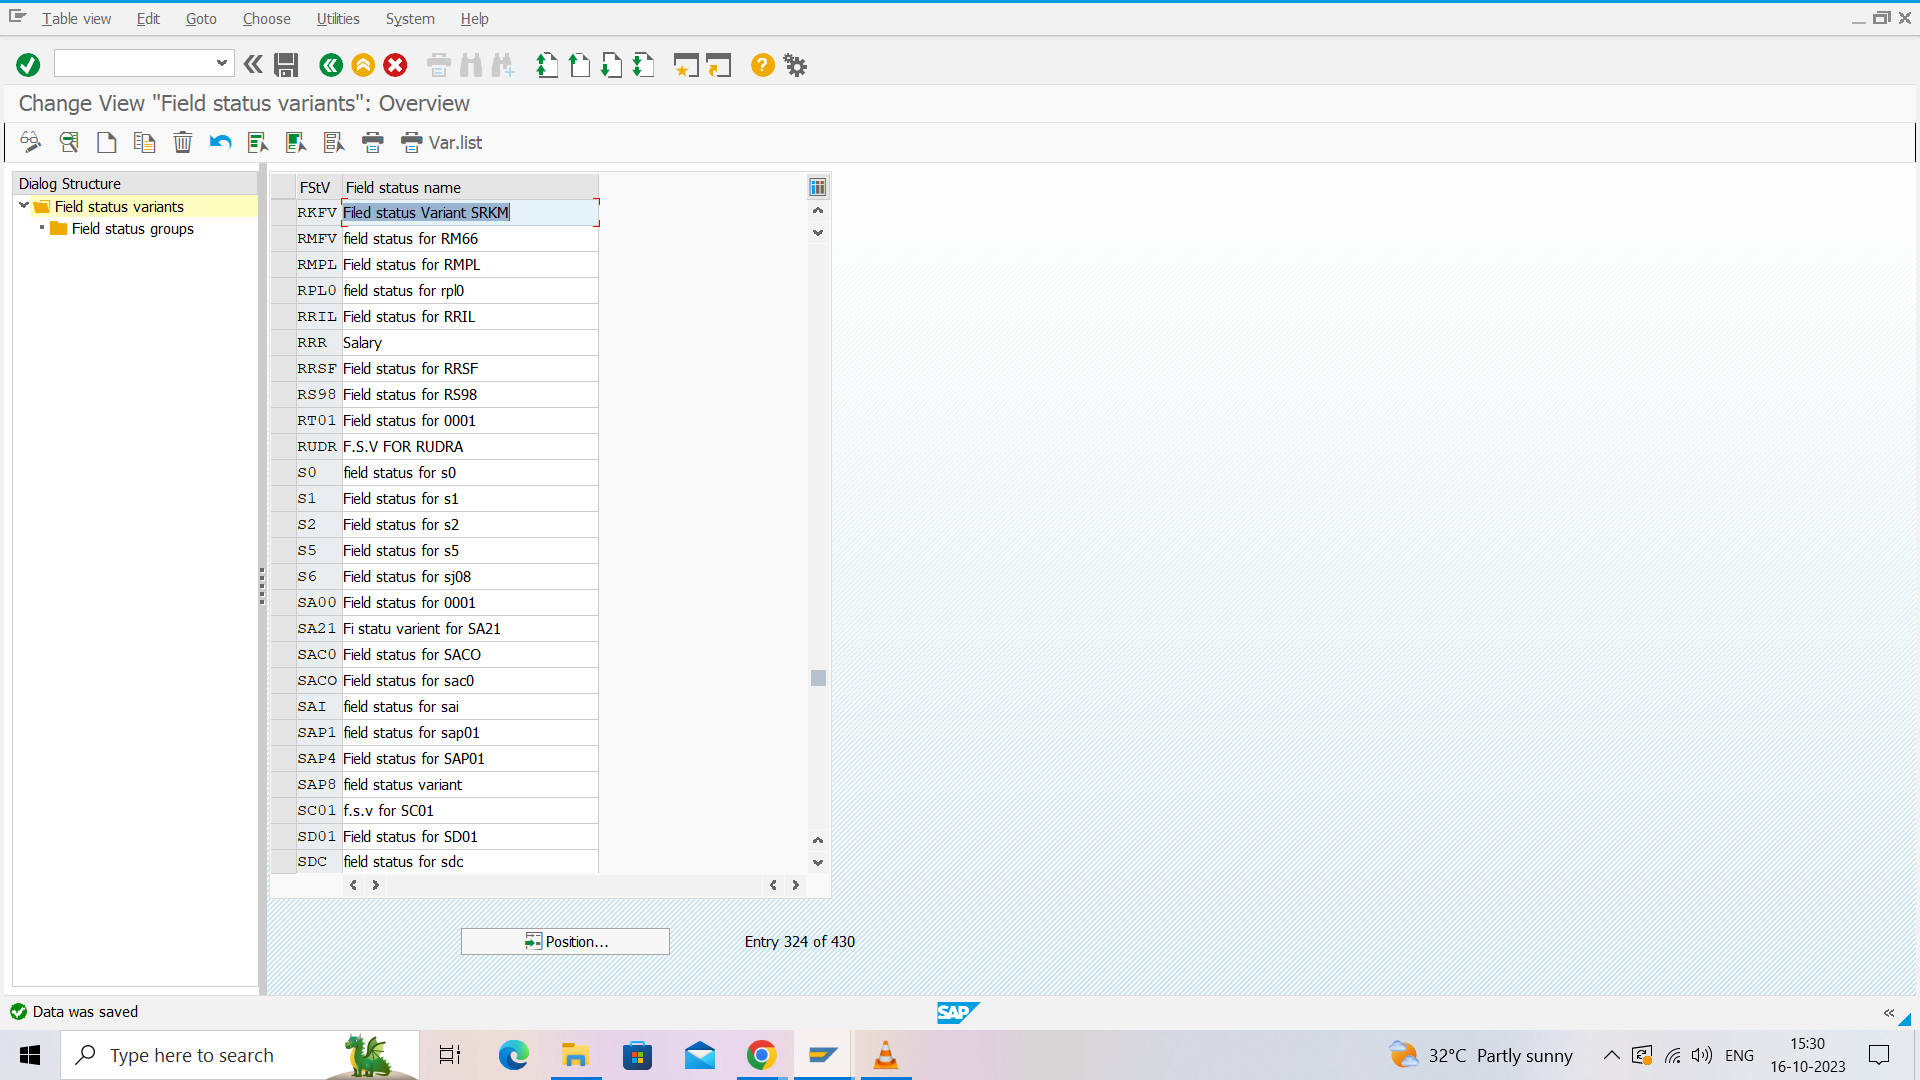 Table view Edit Goto Choose Utilities System Help
Change View "Field status variants": Overview
Var.list
Dialog Structure
Field status variants
Field status groups
FStV Field status name
RKFV Filed status Variant SRKM
RMFV field status for RM66
RMPL Field status for RMPL
RPL0 field status for rpl0
RRIL Field status for RRIL
RRR Salary
RRSF Field status for RRSF
RS98 Field status for RS98
RT01 Field status for 0001
RUDR F.S.V FOR RUDRA
S0 field status for s0
S1 Field status for s1
S2 Field status for s2
S5 Field status for s5
S6 Field status for sj08
SA00 Field status for 0001
SA21 Fi statu varient for SA21
SAC0 Field status for SACO
SACO Field status for sac0
SAI field status for sai
SAP1 field status for sap01
SAP4 Field status for SAP01
SAP8 field status variant
SC01 f.s.v for SC01
SD01 Field status for SD01
SDC field status for sdc
Position...
Entry 324 of 430
Data was saved
SAP
Type here to search
32°C Partly sunny
ENG
15:30
16-10-2023